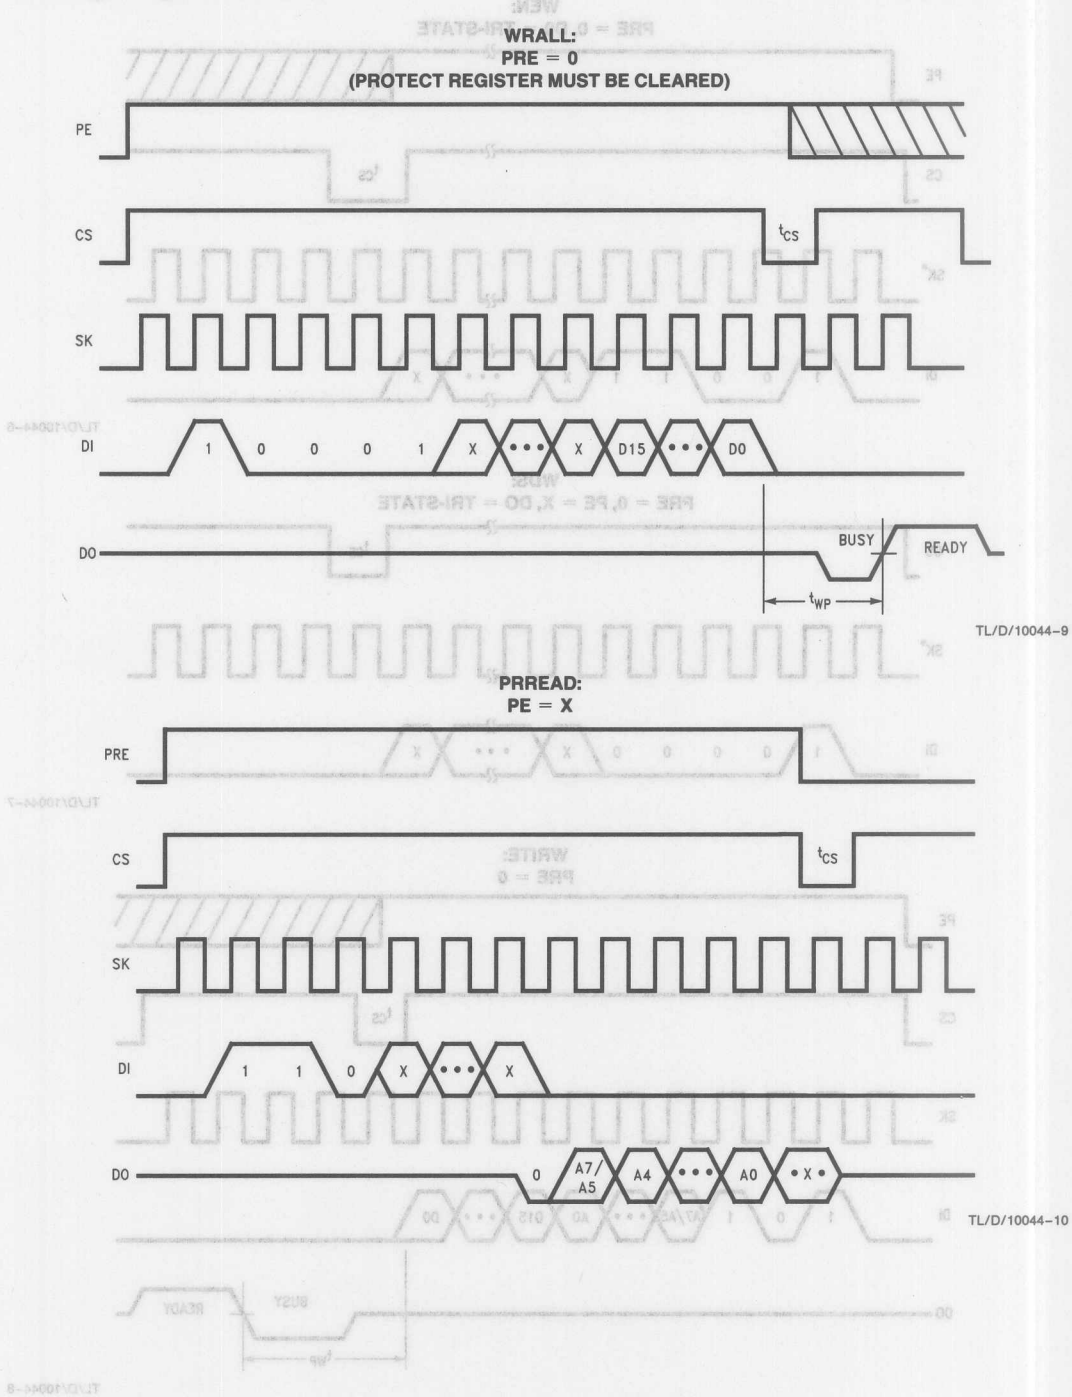 WRALL:
PRE = 0
(PROTECT REGISTER MUST BE CLEARED)
PE
CS
tCS
SK
DI 1 0 0 0 1 X ••• X D15 ••• D0
DO BUSY READY
tWP
TL/D/10044–9
PRREAD:
PE = X
PRE
CS
tCS
SK
DI 1 1 0 X ••• X
DO 0 A7/A5 A4 ••• A0 •X•
TL/D/10044–10